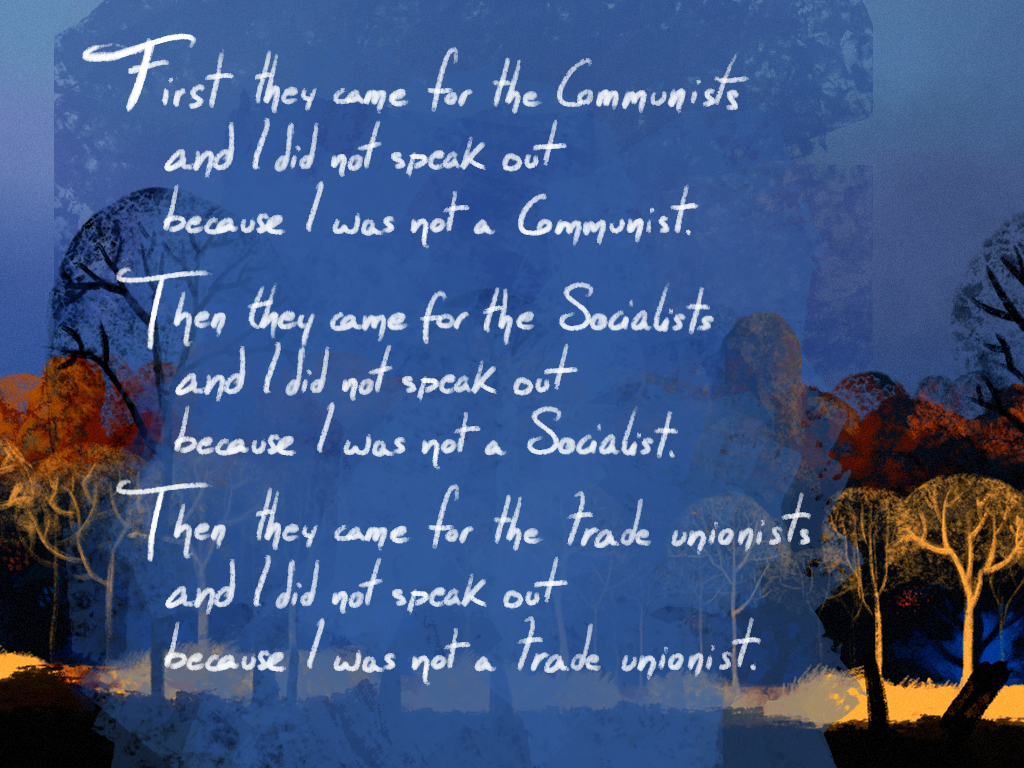 First they came for the Communists
and I did not speak out
because I was not a Communist.
Then they came for the Socialists
and I did not speak out
because I was not a Socialist.
Then they came for the trade unionists
and I did not speak out
because I was not a trade unionist.